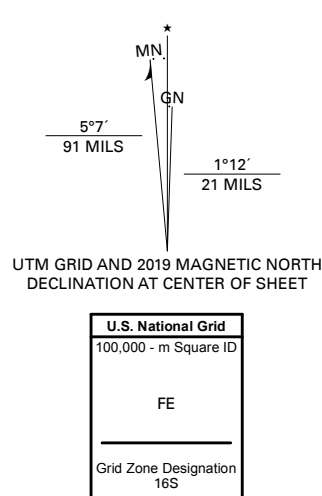 ★
MN
GN
5°7´
91 MILS
1°12´
21 MILS
UTM GRID AND 2019 MAGNETIC NORTH
DECLINATION AT CENTER OF SHEET
U.S. National Grid
100,000 - m Square ID
FE
Grid Zone Designation
16S